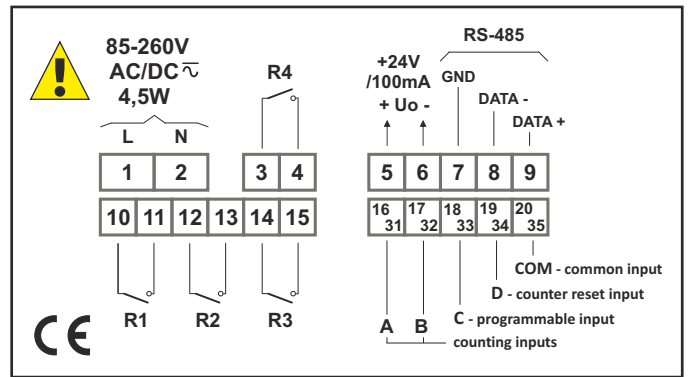 85-260V
AC/DC
4,5W
L N
R4
+24V
/100mA
+ Uo -
RS-485
GND
DATA -
DATA +
1 2 3 4 5 6 7 8 9
10 11 12 13 14 15 16 31 17 32 18 33 19 34 20 35
R1 R2 R3
A B
COM - common input
D - counter reset input
C - programmable input
counting inputs
CE